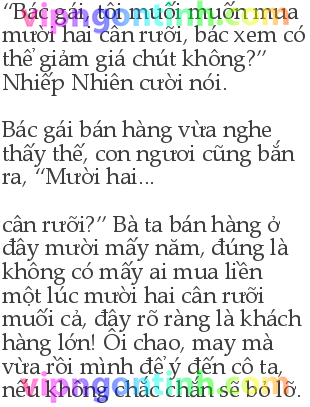 “Bác gái, tôi muối muốn mua
mười hai cân rưỡi, bác xem có
thể giảm giá chút không?”
Nhiếp Nhiên cười nói.
Bác gái bán hàng vừa nghe
thấy thế, con ngươi cũng bắn
ra, “Mười hai...
cân rưỡi?” Bà ta bán hàng ở
đây mười mấy năm, đúng là
không có mấy ai mua liền
một lúc mười hai cân rưỡi
muối cả, đây rõ ràng là khách
hàng lớn! Ôi chao, may mà
vừa rồi mình để ý đến cô ta,
nếu không chắc chắn sẽ bỏ lỡ.
vipngontinh.com
vipngontinh.com